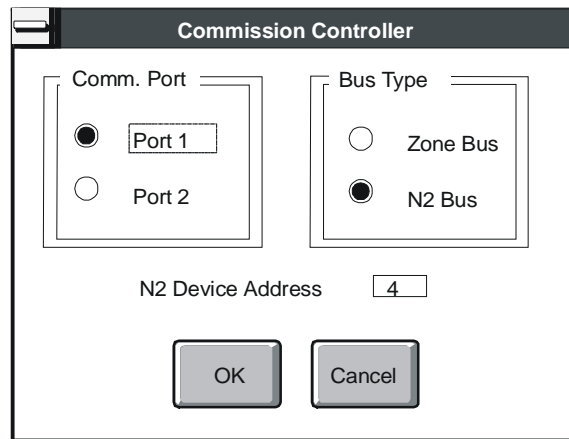 Commission Controller
Comm. Port
Port 1
Port 2
Bus Type
Zone Bus
N2 Bus
N2 Device Address 4
OK
Cancel